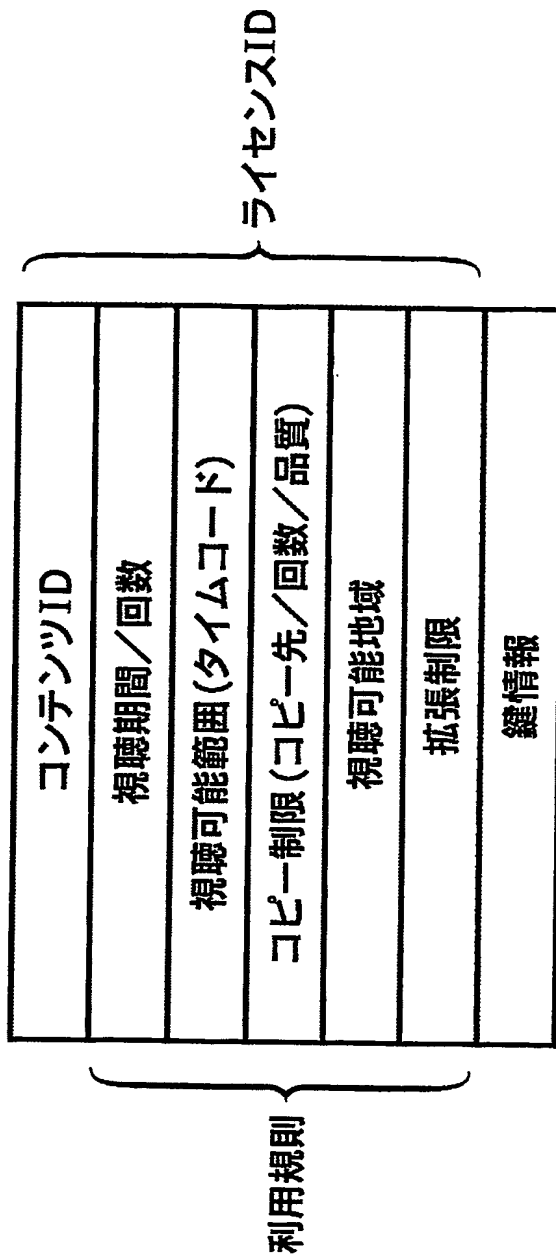 コンテンツID
視聴期間／回数
視聴可能範囲(タイムコード)
コピー制限(コピー先／回数／品質)
視聴可能地域
拡張制限
鍵情報
利用規則
ライセンスID